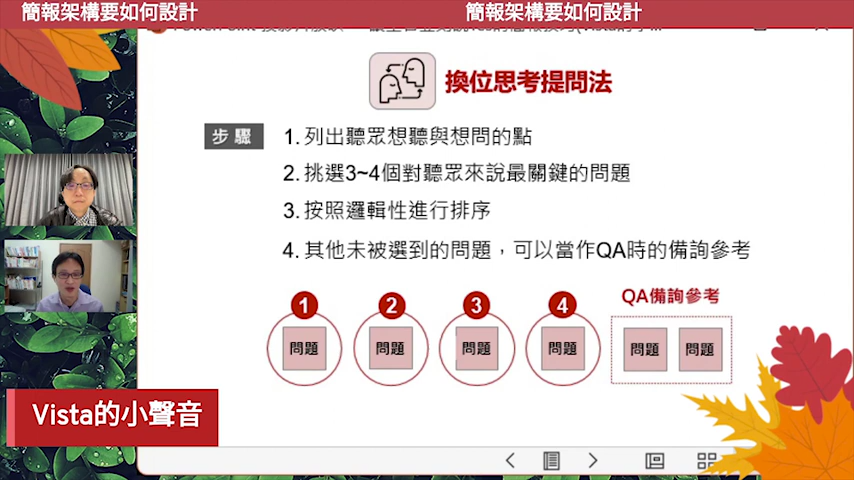 簡報架構要如何設計
簡報架構要如何設計
換位思考提問法
步驟
1. 列出聽眾想聽與想問的點
2. 挑選3~4個對聽眾來說最關鍵的問題
3. 按照邏輯性進行排序
4. 其他未被選到的問題，可以當作QA時的備詢參考
QA備詢參考
1 2 3 4
問題 問題 問題 問題 問題 問題
Vista的小聲音